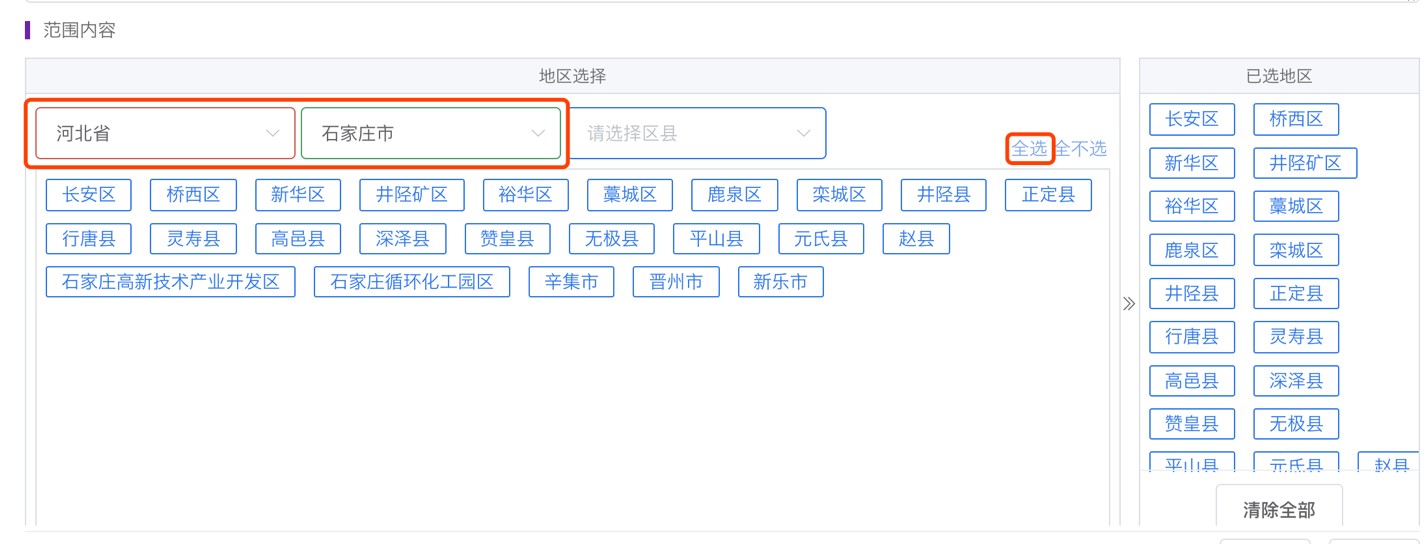 范围内容
地区选择
河北省 石家庄市 请选择区县 全选 全不选
长安区 桥西区 新华区 井陉矿区 裕华区 藁城区 鹿泉区 栾城区 井陉县 正定县
行唐县 灵寿县 高邑县 深泽县 赞皇县 无极县 平山县 元氏县 赵县
石家庄高新技术产业开发区 石家庄循环化工园区 辛集市 晋州市 新乐市
已选地区
长安区 桥西区
新华区 井陉矿区
裕华区 藁城区
鹿泉区 栾城区
井陉县 正定县
行唐县 灵寿县
高邑县 深泽县
赞皇县 无极县
平山县 元氏县 赵县
清除全部